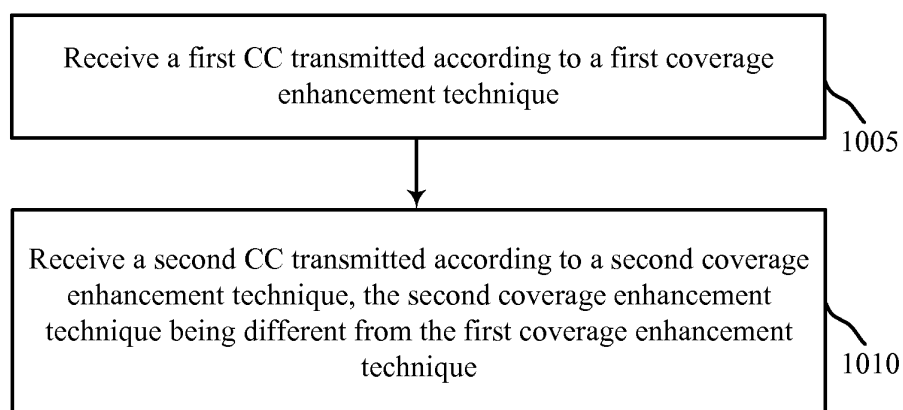 Receive a first CC transmitted according to a first coverage
enhancement technique
1005
Receive a second CC transmitted according to a second coverage
enhancement technique, the second coverage enhancement
technique being different from the first coverage enhancement
technique
1010